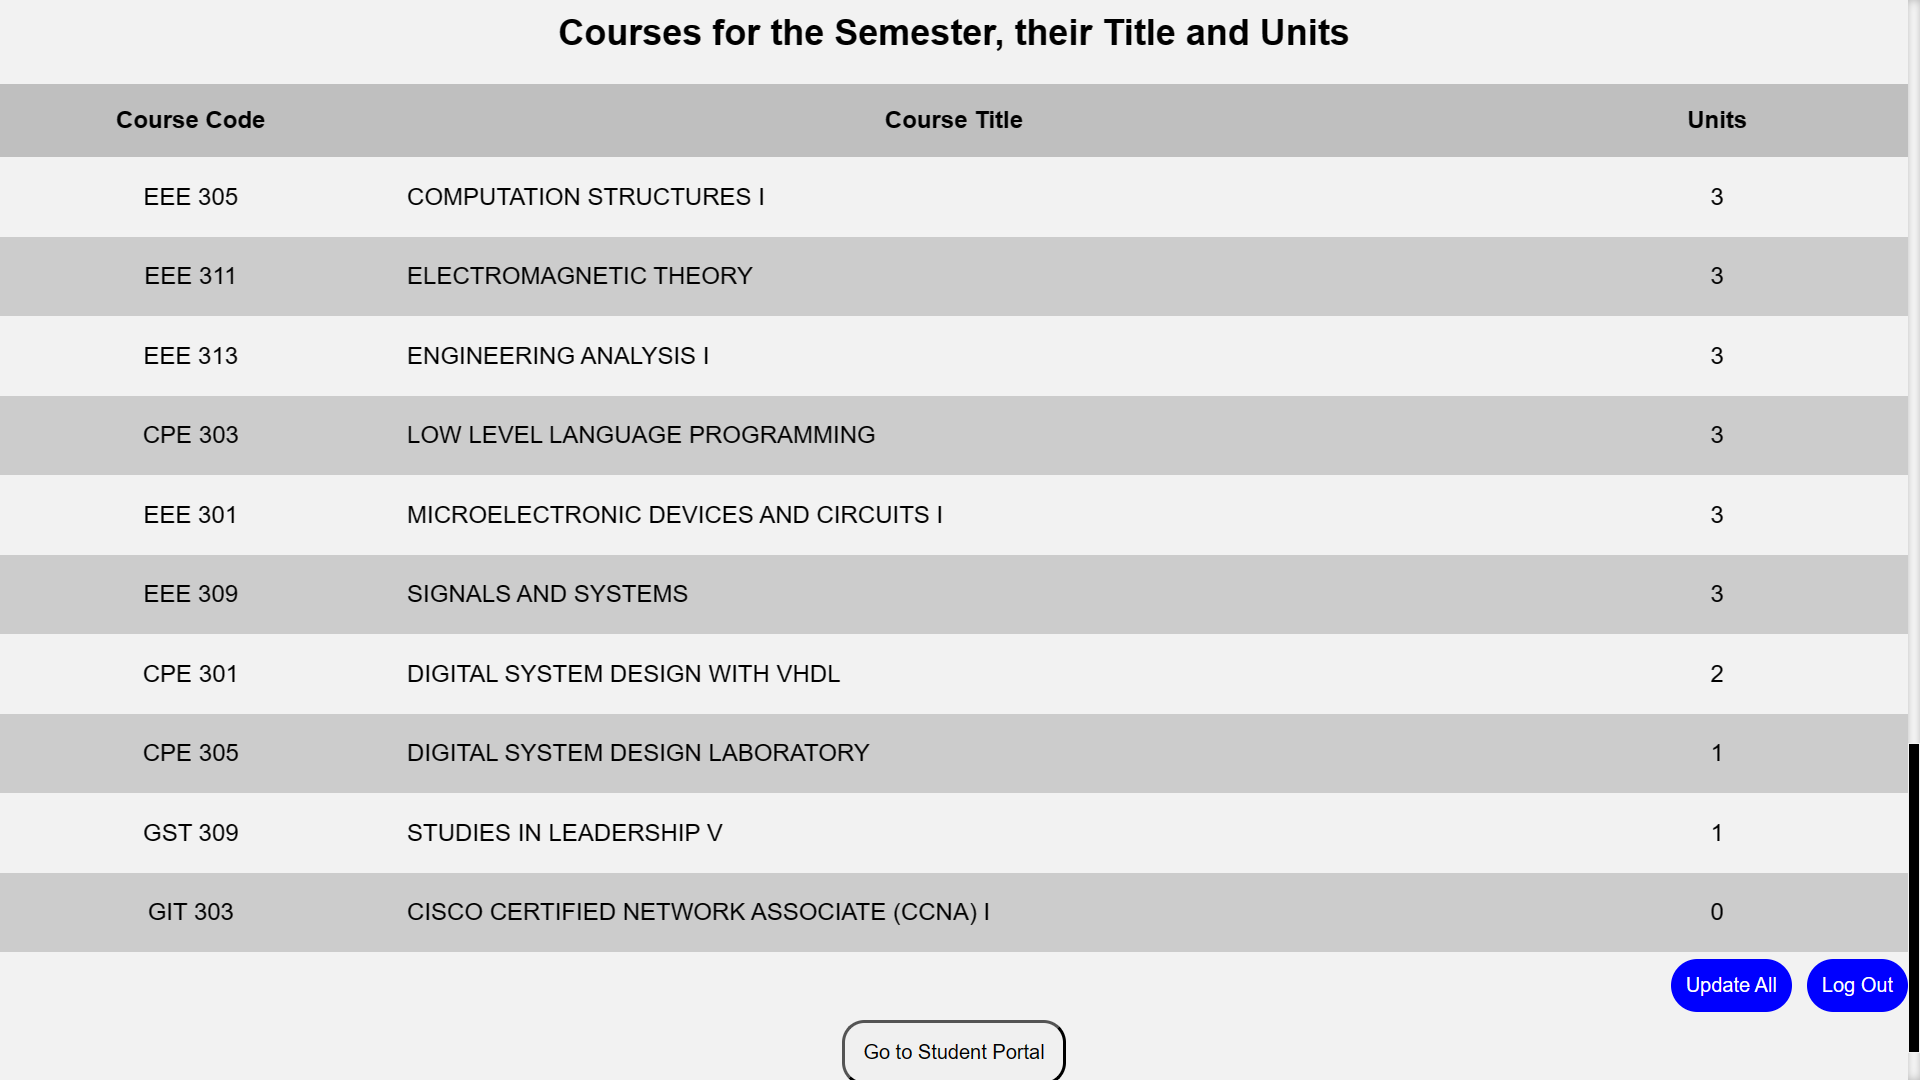 Courses for the Semester, their Title and Units
Course Code Course Title Units
EEE 305 COMPUTATION STRUCTURES I 3
EEE 311 ELECTROMAGNETIC THEORY 3
EEE 313 ENGINEERING ANALYSIS I 3
CPE 303 LOW LEVEL LANGUAGE PROGRAMMING 3
EEE 301 MICROELECTRONIC DEVICES AND CIRCUITS I 3
EEE 309 SIGNALS AND SYSTEMS 3
CPE 301 DIGITAL SYSTEM DESIGN WITH VHDL 2
CPE 305 DIGITAL SYSTEM DESIGN LABORATORY 1
GST 309 STUDIES IN LEADERSHIP V 1
GIT 303 CISCO CERTIFIED NETWORK ASSOCIATE (CCNA) I 0
Update All Log Out
Go to Student Portal